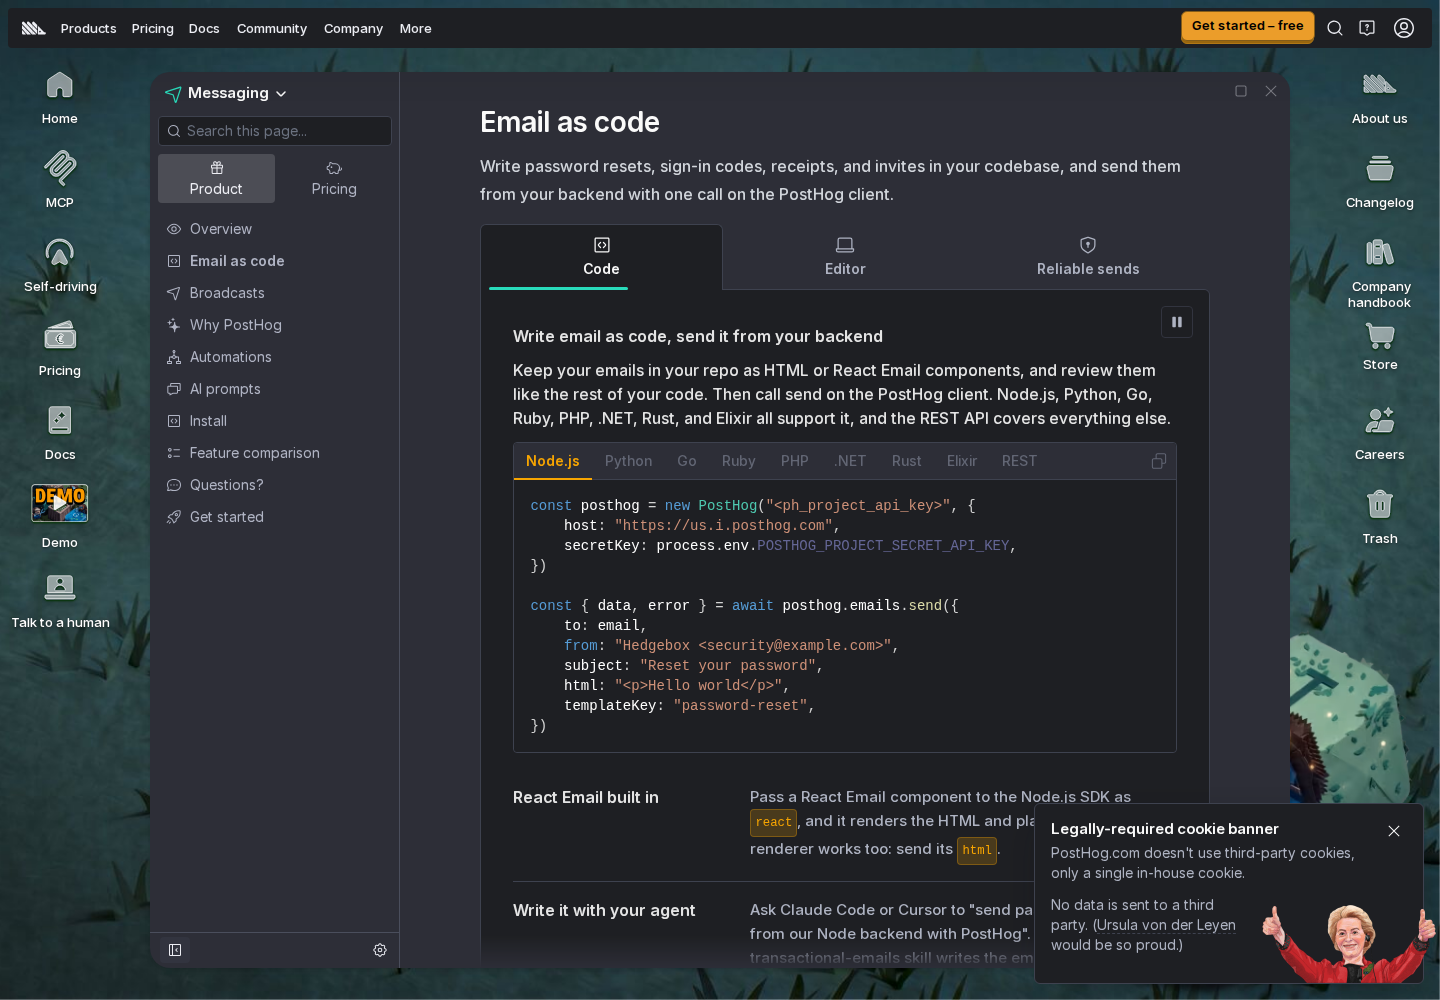 Products Pricing Docs Community Company More
Get started – free
Home
MCP
Self-driving
Pricing
Docs
DEMO
Demo
Talk to a human
Messaging
Search this page...
Product
Pricing
Overview
Email as code
Broadcasts
Why PostHog
Automations
AI prompts
Install
Feature comparison
Questions?
Get started
Email as code
Write password resets, sign-in codes, receipts, and invites in your codebase, and send them
from your backend with one call on the PostHog client.
Code
Editor
Reliable sends
Write email as code, send it from your backend
Keep your emails in your repo as HTML or React Email components, and review them
like the rest of your code. Then call send on the PostHog client. Node.js, Python, Go,
Ruby, PHP, .NET, Rust, and Elixir all support it, and the REST API covers everything else.
Node.js Python Go Ruby PHP .NET Rust Elixir REST
const posthog = new PostHog("<ph_project_api_key>", {
    host: "https://us.i.posthog.com",
    secretKey: process.env.POSTHOG_PROJECT_SECRET_API_KEY,
})
const { data, error } = await posthog.emails.send({
    to: email,
    from: "Hedgebox <security@example.com>",
    subject: "Reset your password",
    html: "<p>Hello world</p>",
    templateKey: "password-reset",
})
React Email built in
Pass a React Email component to the Node.js SDK as
react, and it renders the HTML and pla
renderer works too: send its html.
Write it with your agent
Ask Claude Code or Cursor to "send pa
from our Node backend with PostHog".
transactional-emails skill writes the em
About us
Changelog
Company
handbook
Store
Careers
Trash
Legally-required cookie banner
PostHog.com doesn't use third-party cookies,
only a single in-house cookie.
No data is sent to a third
party. (Ursula von der Leyen
would be so proud.)